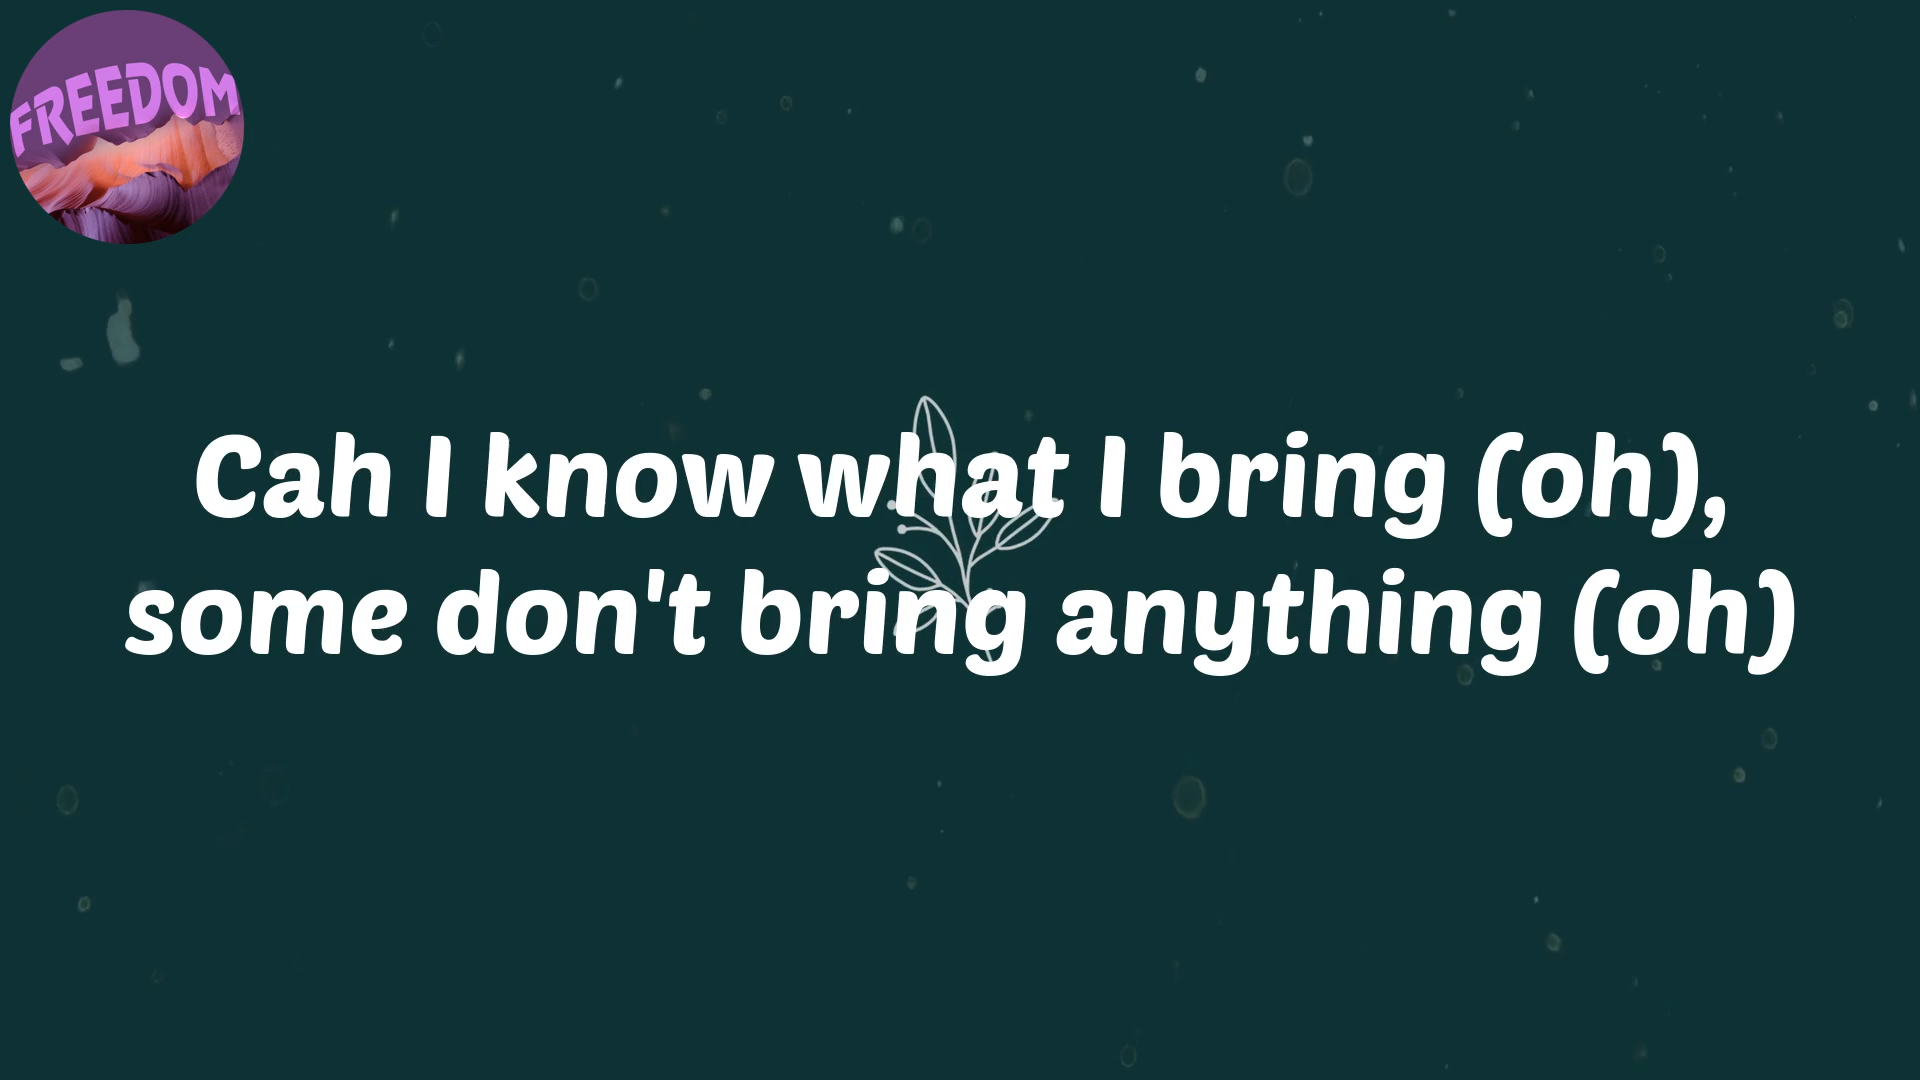 FREEDOM
Cah I know what I bring (oh),
some don't bring anything (oh)